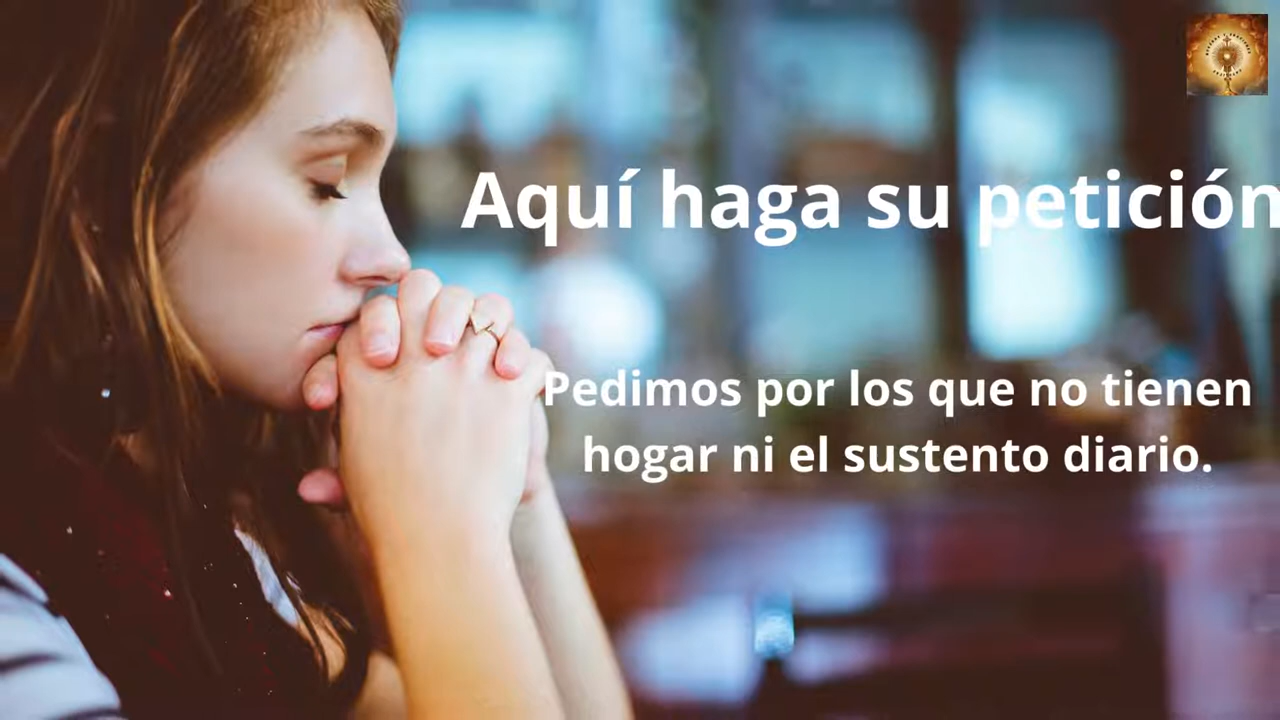 Aquí haga su petición
Pedimos por los que no tienen
hogar ni el sustento diario.